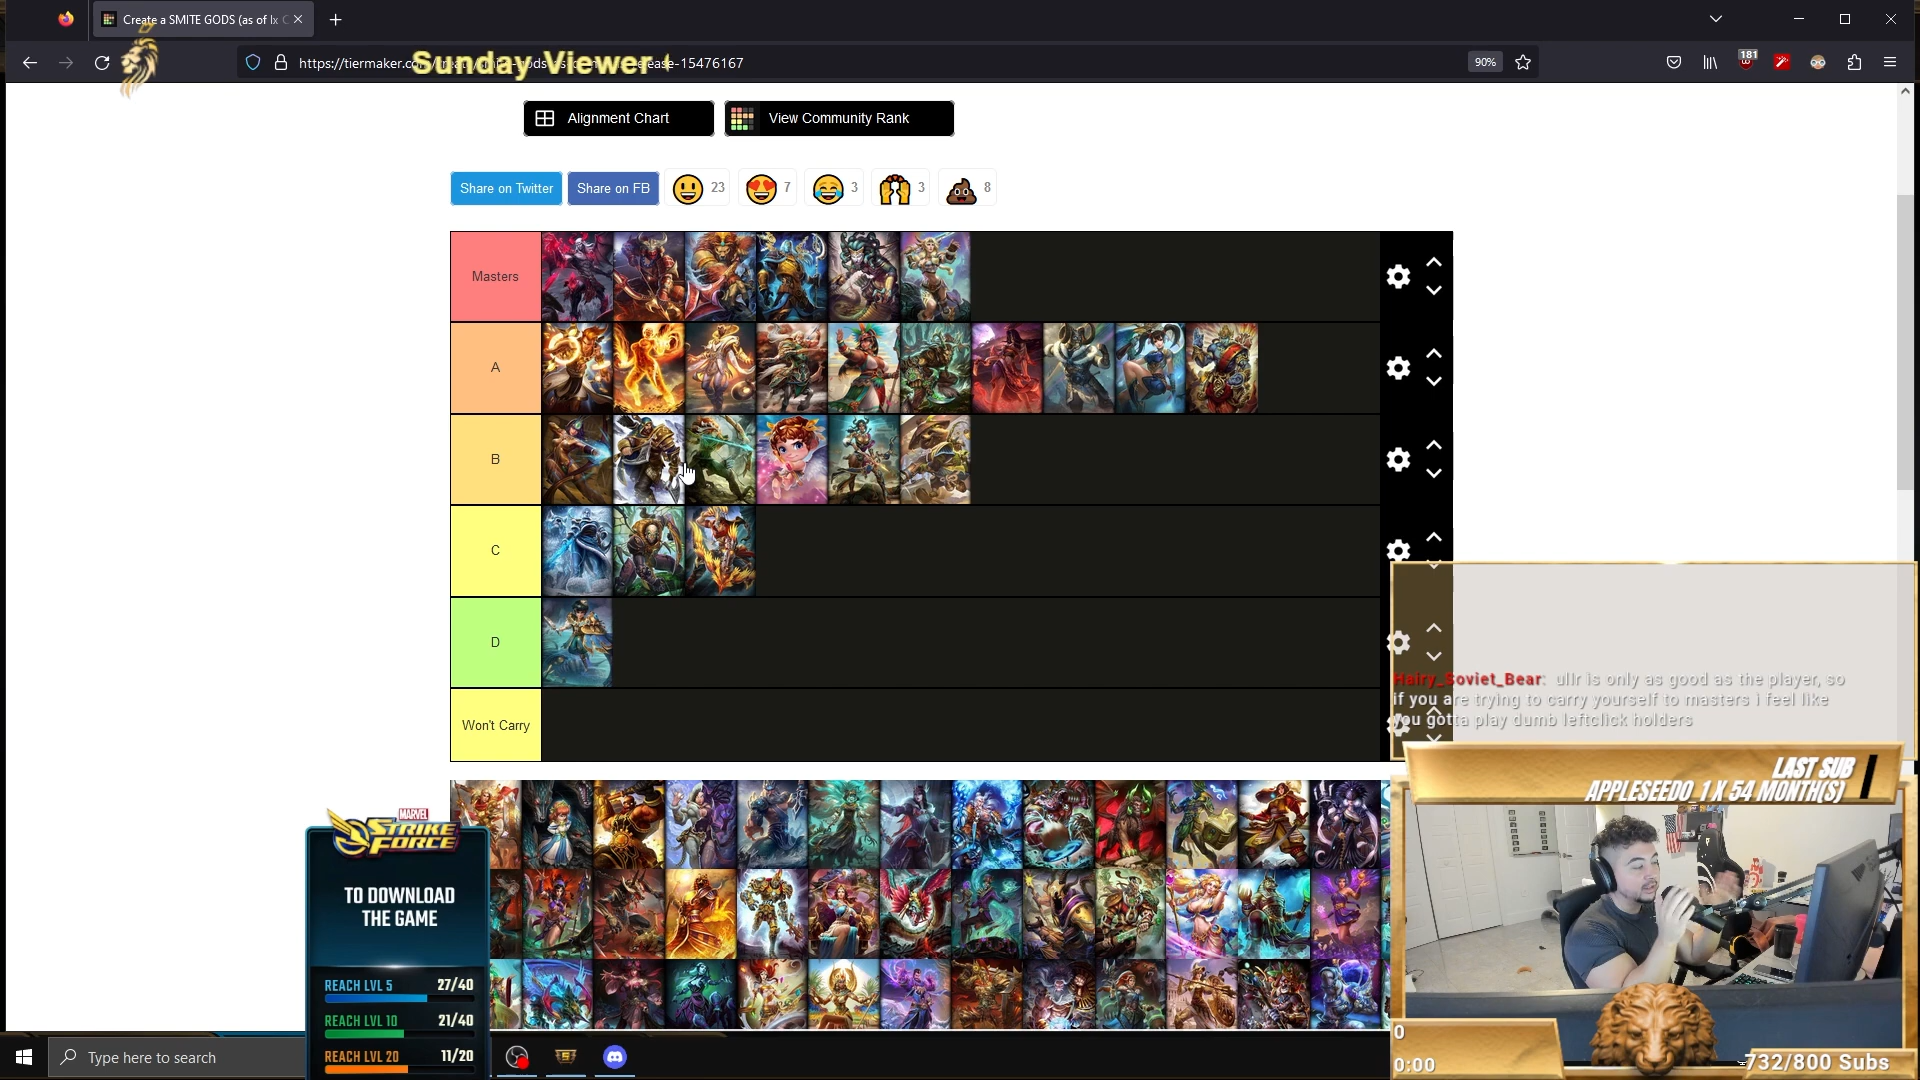 Create a SMITE GODS (as of Ix C
https://tiermaker.co
ease-15476167
90%
181
Sunday Viewer
Alignment Chart
View Community Rank
Share on Twitter
Share on FB
23
7
3
3
8
Masters
A
B
C
D
Won't Carry
Hairy_Soviet_Bear: ullr is only as good as the player, so
if you are trying to carry yourself to masters i feel like
you gotta play dumb leftclick holders
LAST SUB
APPLESEEDO_1 X 54 MONTH(S)
MARVEL
STRIKE
FORCE
TO DOWNLOAD
THE GAME
REACH LVL 5 27/40
REACH LVL 10 21/40
REACH LVL 20 11/20
Type here to search
0
0:00
732/800 Subs